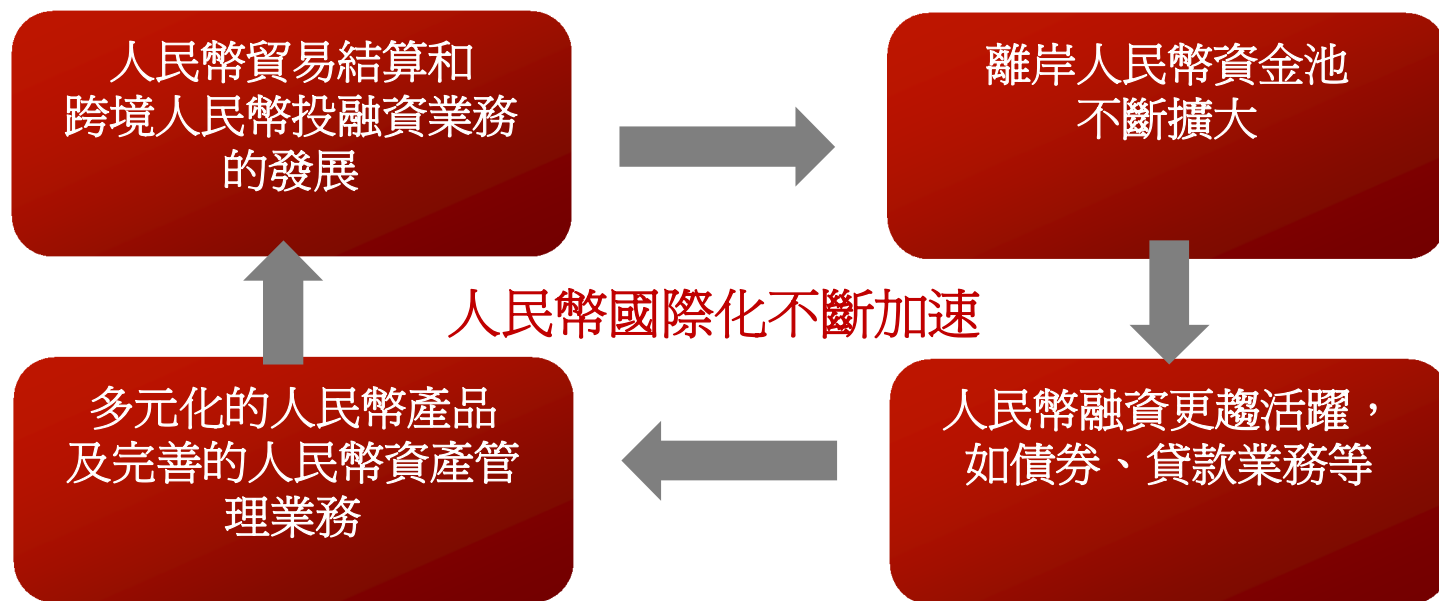 人民幣貿易結算和
跨境人民幣投融資業務
的發展
離岸人民幣資金池
不斷擴大
人民幣國際化不斷加速
多元化的人民幣產品
及完善的人民幣資產管
理業務
人民幣融資更趨活躍，
如債券、貸款業務等